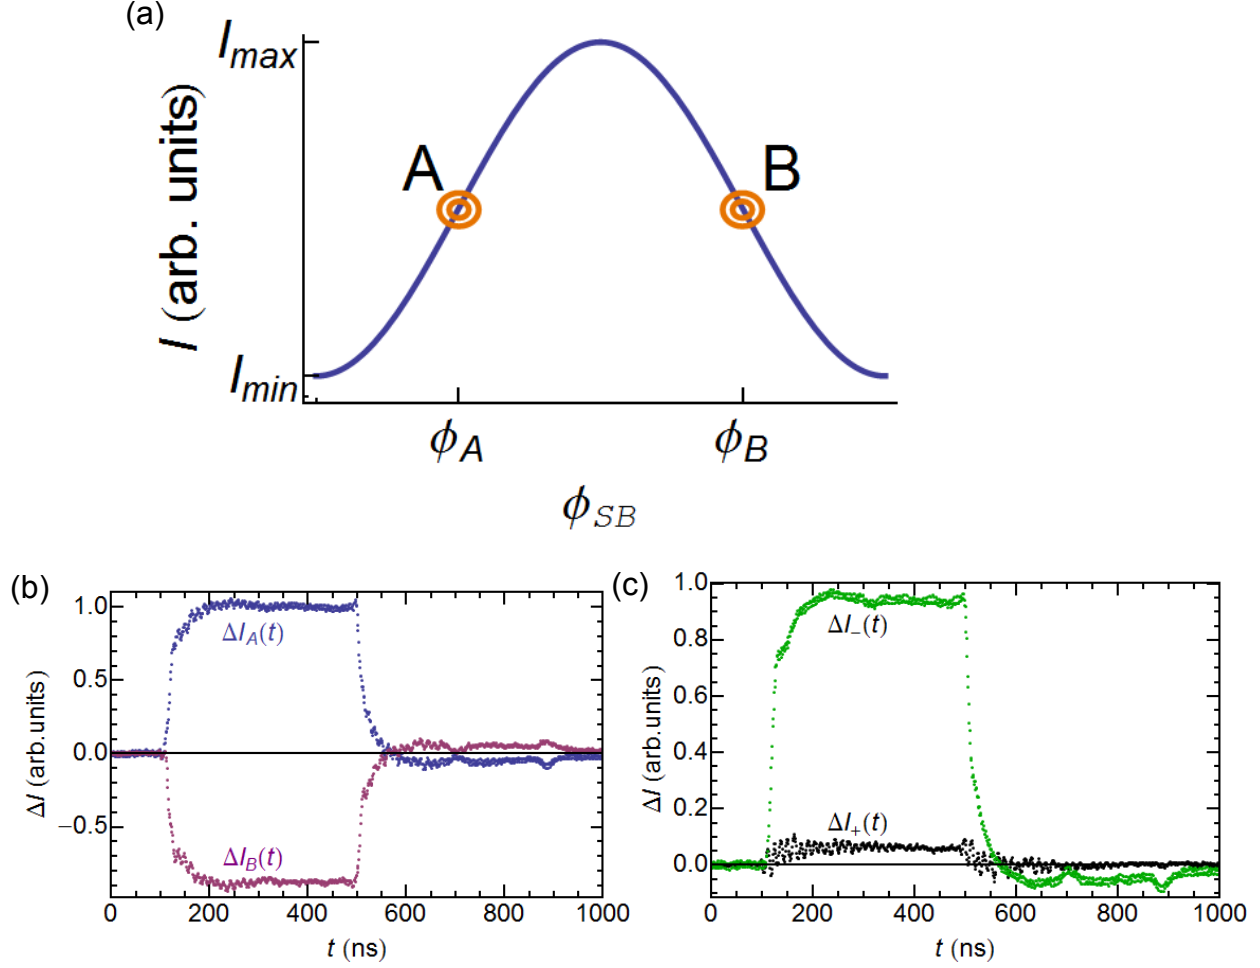 (a)
I_max
I (arb. units)
A
B
I_min
ϕ_A
ϕ_B
ϕ_SB
(b)
1.0
0.5
0.0
−0.5
ΔI (arb.units)
ΔI_A(t)
ΔI_B(t)
0 200 400 600 800 1000
t (ns)
(c)
1.0
0.8
0.6
0.4
0.2
0.0
ΔI (arb.units)
ΔI_−(t)
ΔI_+(t)
0 200 400 600 800 1000
t (ns)